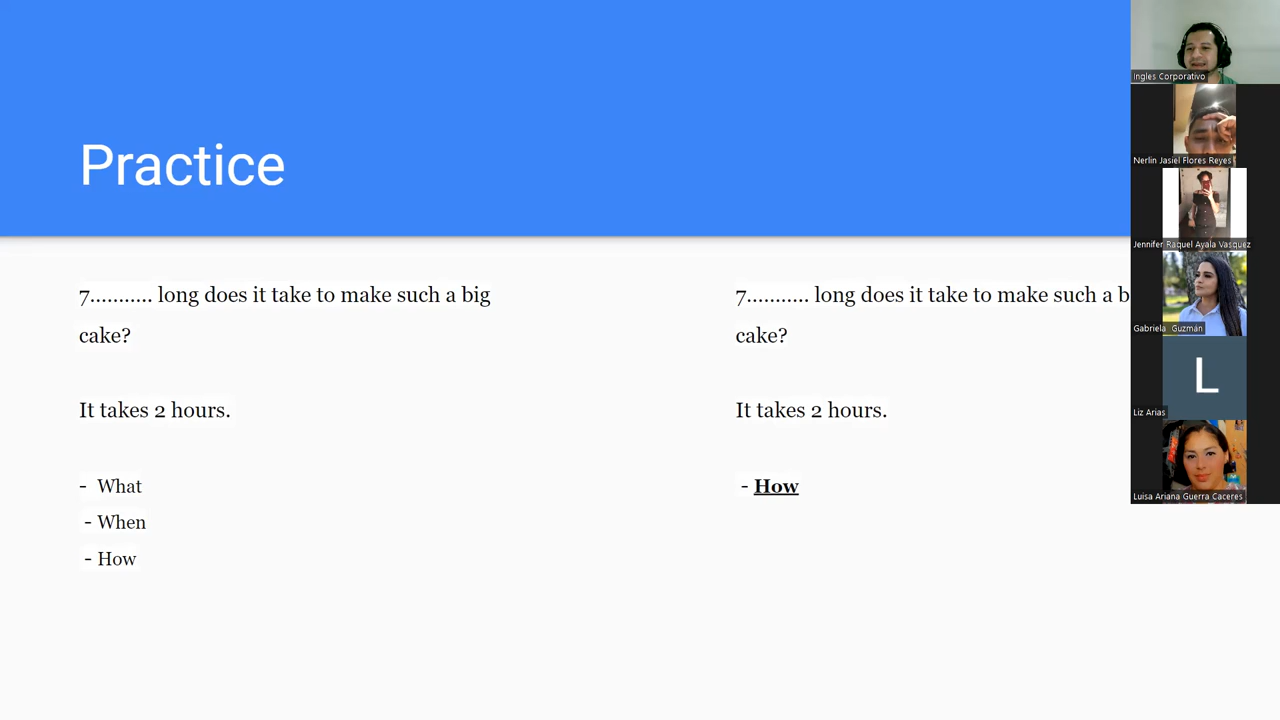 Practice
7........... long does it take to make such a big
cake?
It takes 2 hours.
- What
- When
- How
7........... long does it take to make such a b
cake?
It takes 2 hours.
- How
Ingles Corporativo
Nerlin Jasiel Flores Reyes
Jennifer Raquel Ayala Vasquez
Gabriela Guzmán
L
Liz Arias
Luisa Ariana Guerra Caceres